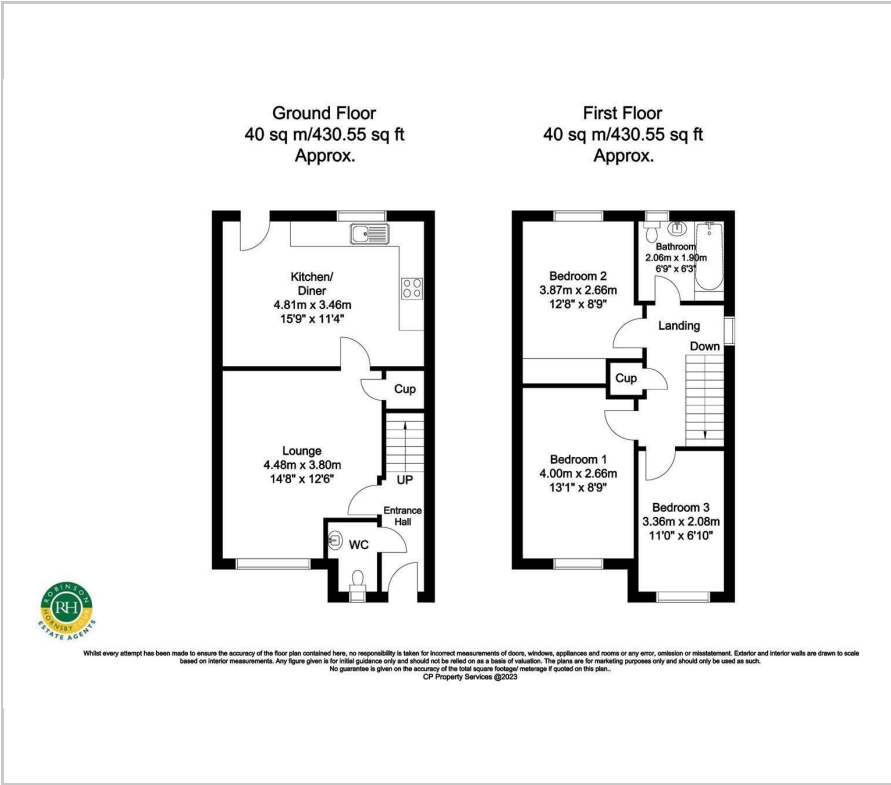 Ground Floor
40 sq m/430.55 sq ft
Approx.
First Floor
40 sq m/430.55 sq ft
Approx.
Kitchen/
Diner
4.81m x 3.46m
15'9" x 11'4"
Cup
Lounge
4.48m x 3.80m
14'8" x 12'6"
UP
Entrance
Hall
WC
Bathroom
2.06m x 1.90m
6'9" x 6'3"
Bedroom 2
3.87m x 2.66m
12'8" x 8'9"
Landing
Down
Cup
Bedroom 1
4.00m x 2.66m
13'1" x 8'9"
Bedroom 3
3.36m x 2.08m
11'0" x 6'10"
ROBINSON
RH
HORNSBY
ESTATE AGENTS
Whilst every attempt has been made to ensure the accuracy of the floor plan contained here, no responsibility is taken for incorrect measurements of doors, windows, appliances and rooms or any error, omission or misstatement. Exterior and interior walls are drawn to scale
based on interior measurements. Any figure given is for initial guidance only and should not be relied on as a basis of valuation. The plans are for marketing purposes only and should only be used as such.
No guarantee is given on the accuracy of the total square footage/ meterage if quoted on this plan..
CP Property Services @2023